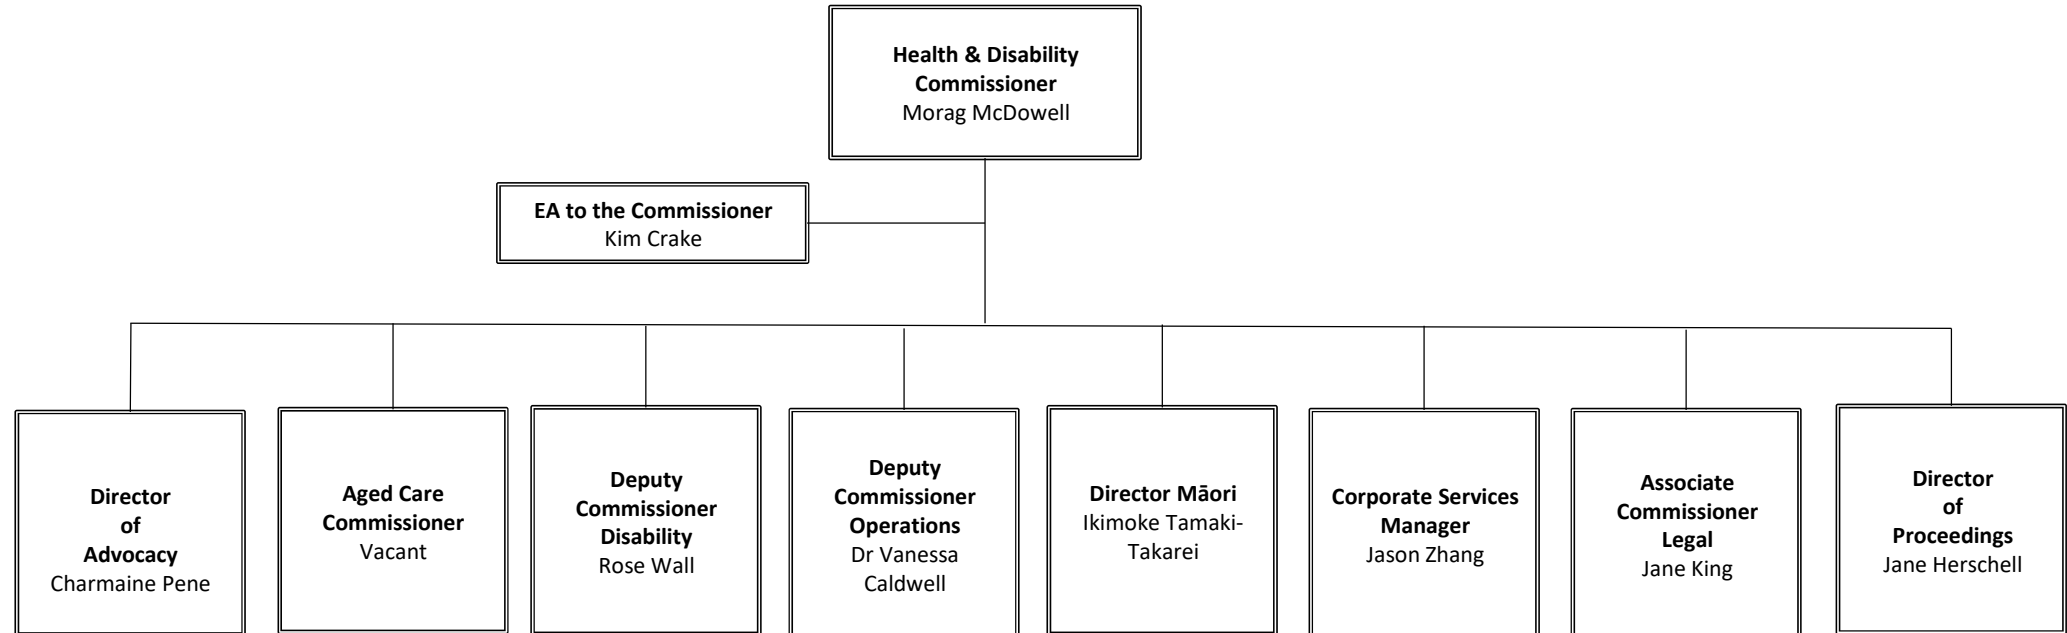 Health & Disability
Commissioner
Morag McDowell
EA to the Commissioner
Kim Crake
Director
of
Advocacy
Charmaine Pene
Aged Care
Commissioner
Vacant
Deputy
Commissioner
Disability
Rose Wall
Deputy
Commissioner
Operations
Dr Vanessa
Caldwell
Director Māori
Ikimoke Tamaki-
Takarei
Corporate Services
Manager
Jason Zhang
Associate
Commissioner
Legal
Jane King
Director
of
Proceedings
Jane Herschell